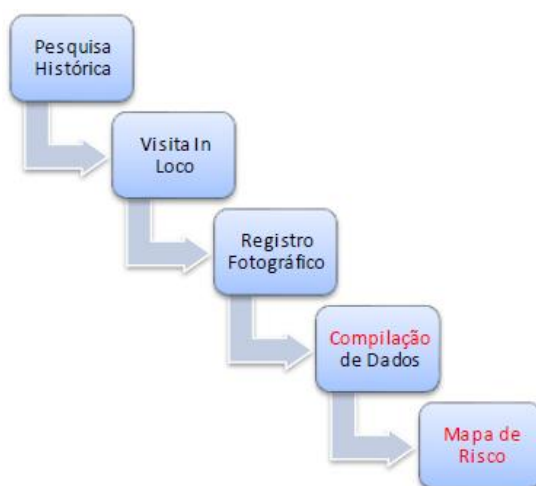 Pesquisa
Histórica
Visita In
Loco
Registro
Fotográfico
Compilação
de Dados
Mapa de
Risco